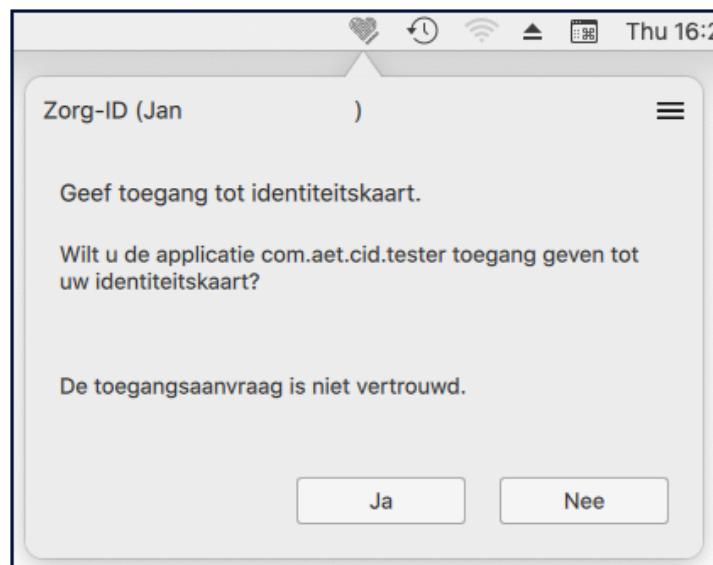 Thu 16:2
Zorg-ID (Jan )
Geef toegang tot identiteitskaart.
Wilt u de applicatie com.aet.cid.tester toegang geven tot
uw identiteitskaart?
De toegangsaanvraag is niet vertrouwd.
Ja
Nee